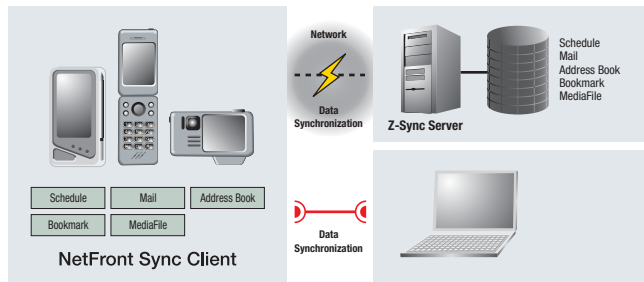 Network
Data
Synchronization
Schedule
Mail
Address Book
Bookmark
MediaFile
Z-Sync Server
Schedule
Mail
Address Book
Bookmark
MediaFile
NetFront Sync Client
Data
Synchronization